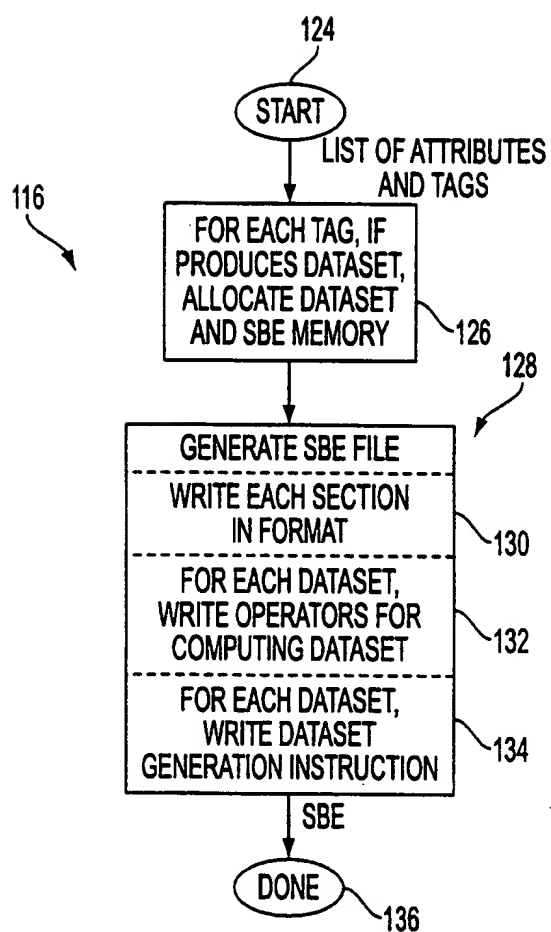 124
START
LIST OF ATTRIBUTES
AND TAGS
116
FOR EACH TAG, IF
PRODUCES DATASET,
ALLOCATE DATASET
AND SBE MEMORY
126
128
GENERATE SBE FILE
WRITE EACH SECTION
IN FORMAT
130
FOR EACH DATASET,
WRITE OPERATORS FOR
COMPUTING DATASET
132
FOR EACH DATASET,
WRITE DATASET
GENERATION INSTRUCTION
134
SBE
DONE
136